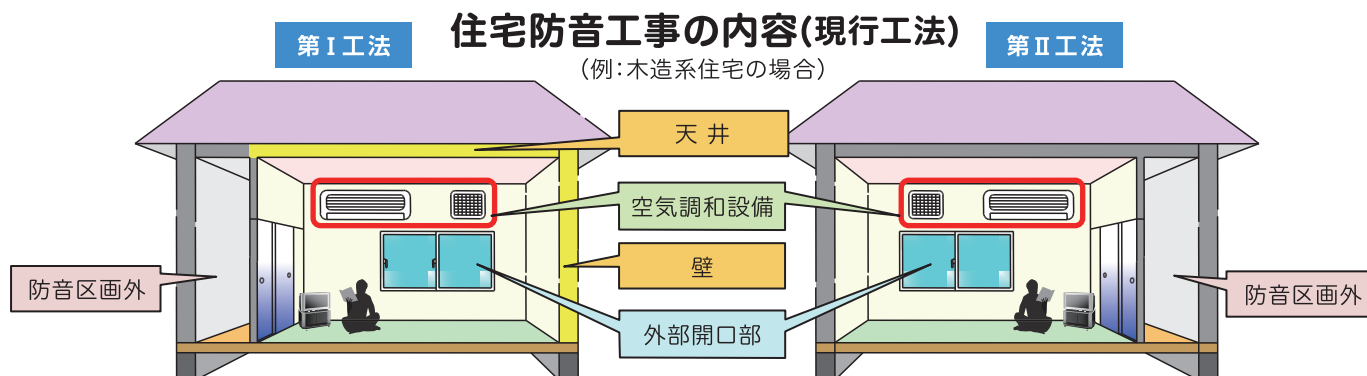 住宅防音工事の内容(現行工法)
(例:木造系住宅の場合)
第Ⅰ工法
第Ⅱ工法
天井
空気調和設備
壁
外部開口部
防音区画外
防音区画外